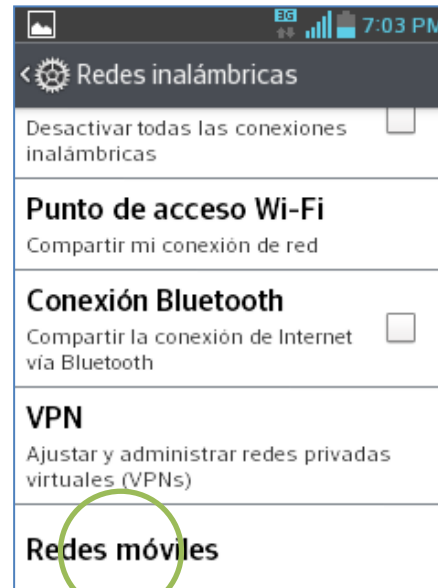 3G 7:03 PM
Redes inalámbricas
Desactivar todas las conexiones
inalámbricas
Punto de acceso Wi-Fi
Compartir mi conexión de red
Conexión Bluetooth
Compartir la conexión de Internet
vía Bluetooth
VPN
Ajustar y administrar redes privadas
virtuales (VPNs)
Redes móviles